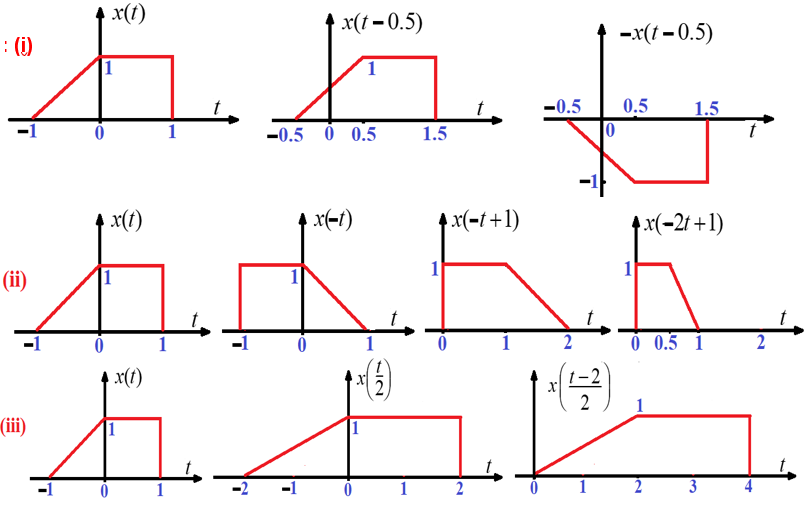 : (i)
x(t) x(t−0.5) −x(t−0.5)
1 1 −0.5 0.5 1.5
t t 0 t
−1 0 1 −0.5 0 0.5 1.5 −1
x(t) x(−t) x(−t+1) x(−2t+1)
(ii) 1 1 1 1
t t t t
−1 0 1 −1 0 1 0 1 2 0 0.5 1 2
x(t) x(t/2) x((t−2)/2)
(iii) 1 1 1
t t t
−1 0 1 −2 −1 0 1 2 0 1 2 3 4